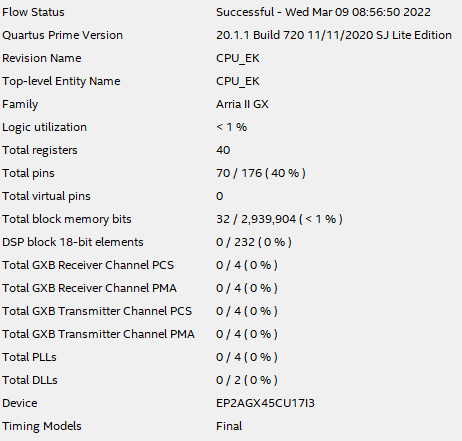 Flow Status Successful - Wed Mar 09 08:56:50 2022
Quartus Prime Version 20.1.1 Build 720 11/11/2020 SJ Lite Edition
Revision Name CPU_EK
Top-level Entity Name CPU_EK
Family Arria II GX
Logic utilization < 1 %
Total registers 40
Total pins 70 / 176 ( 40 % )
Total virtual pins 0
Total block memory bits 32 / 2,939,904 ( < 1 % )
DSP block 18-bit elements 0 / 232 ( 0 % )
Total GXB Receiver Channel PCS 0 / 4 ( 0 % )
Total GXB Receiver Channel PMA 0 / 4 ( 0 % )
Total GXB Transmitter Channel PCS 0 / 4 ( 0 % )
Total GXB Transmitter Channel PMA 0 / 4 ( 0 % )
Total PLLs 0 / 4 ( 0 % )
Total DLLs 0 / 2 ( 0 % )
Device EP2AGX45CU17I3
Timing Models Final